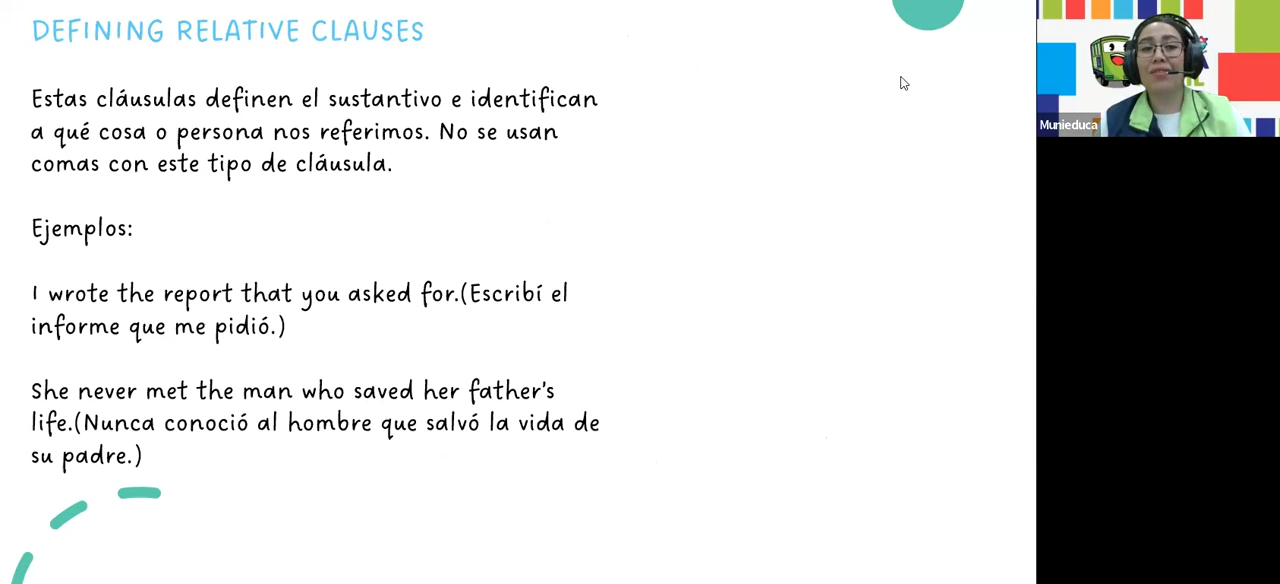 DEFINING RELATIVE CLAUSES
Estas cláusulas definen el sustantivo e identifican
a qué cosa o persona nos referimos. No se usan
comas con este tipo de cláusula.
Ejemplos:
I wrote the report that you asked for.(Escribí el
informe que me pidió.)
She never met the man who saved her father's
life.(Nunca conoció al hombre que salvó la vida de
su padre.)
Munieduca